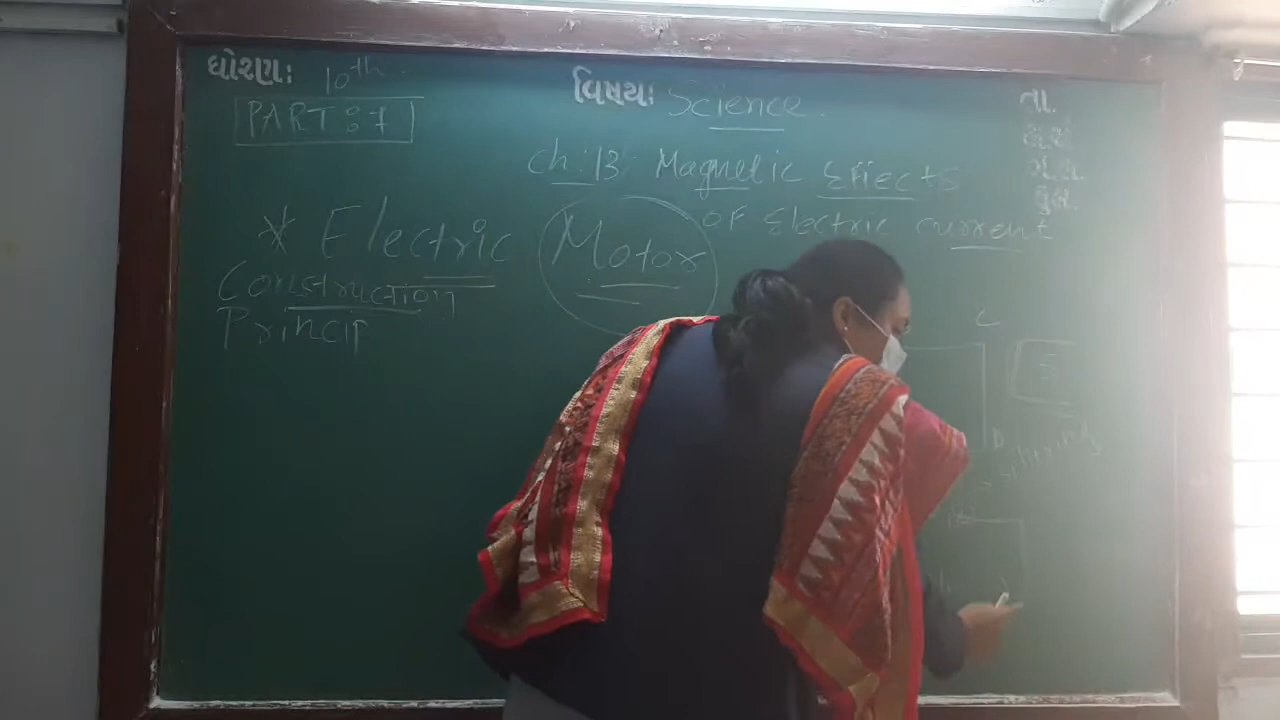 ધોરણ: 10th.
વિષય: Science.
તા.
PART : 7
Ch : 13 : Magnetic Effects
OF Electric current
* Electric Motor
Construction
Princip
C
S
D